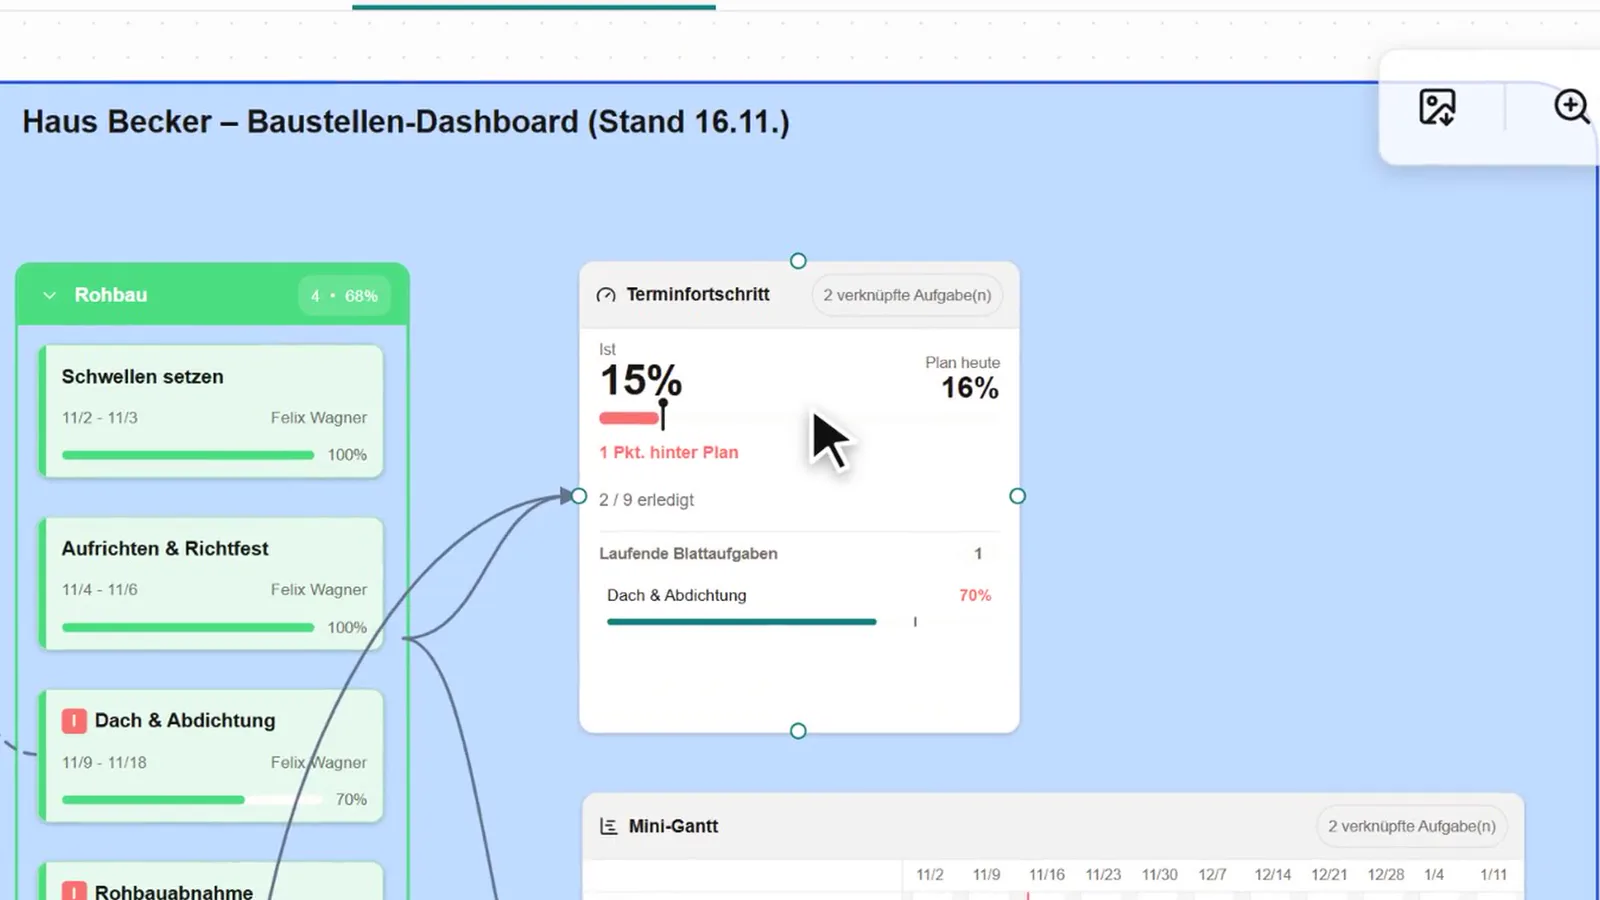 Haus Becker – Baustellen-Dashboard (Stand 16.11.)
Rohbau
4 • 68%
Schwellen setzen
11/2 - 11/3
Felix Wagner
100%
Aufrichten & Richtfest
11/4 - 11/6
Felix Wagner
100%
! Dach & Abdichtung
11/9 - 11/18
Felix Wagner
70%
! Rohbauabnahme
Terminfortschritt
2 verknüpfte Aufgabe(n)
Ist
15%
Plan heute
16%
1 Pkt. hinter Plan
2 / 9 erledigt
Laufende Blattaufgaben
1
Dach & Abdichtung
70%
Mini-Gantt
2 verknüpfte Aufgabe(n)
11/2 11/9 11/16 11/23 11/30 12/7 12/14 12/21 12/28 1/4 1/11